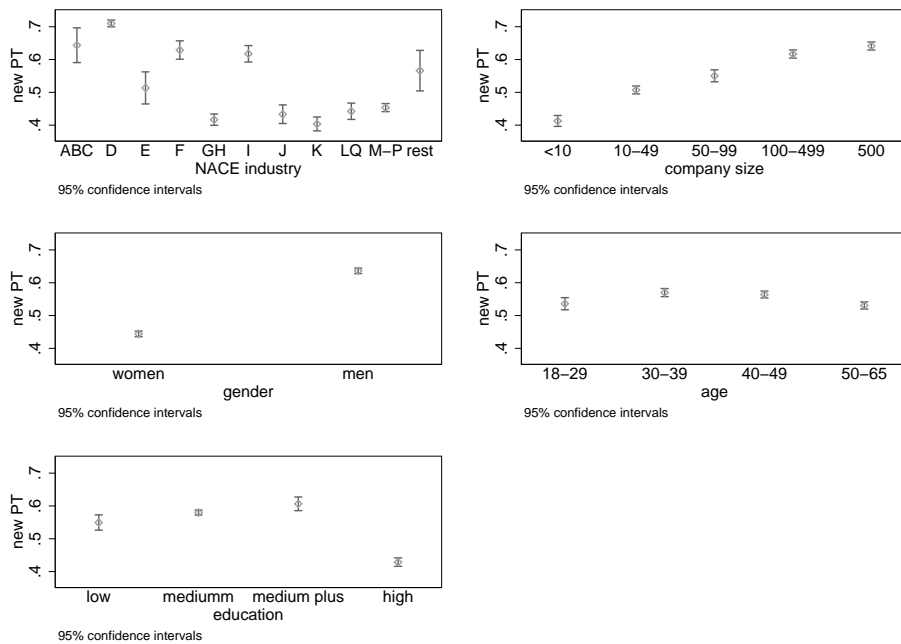 new PT
.4 .5 .6 .7
ABC D E F GH I J K LQ M−P rest
NACE industry
95% confidence intervals
new PT
.4 .5 .6 .7
<10 10−49 50−99 100−499 500
company size
95% confidence intervals
new PT
.4 .5 .6 .7
women men
gender
95% confidence intervals
new PT
.4 .5 .6 .7
18−29 30−39 40−49 50−65
age
95% confidence intervals
new PT
.4 .5 .6 .7
low mediumm medium plus high
education
95% confidence intervals